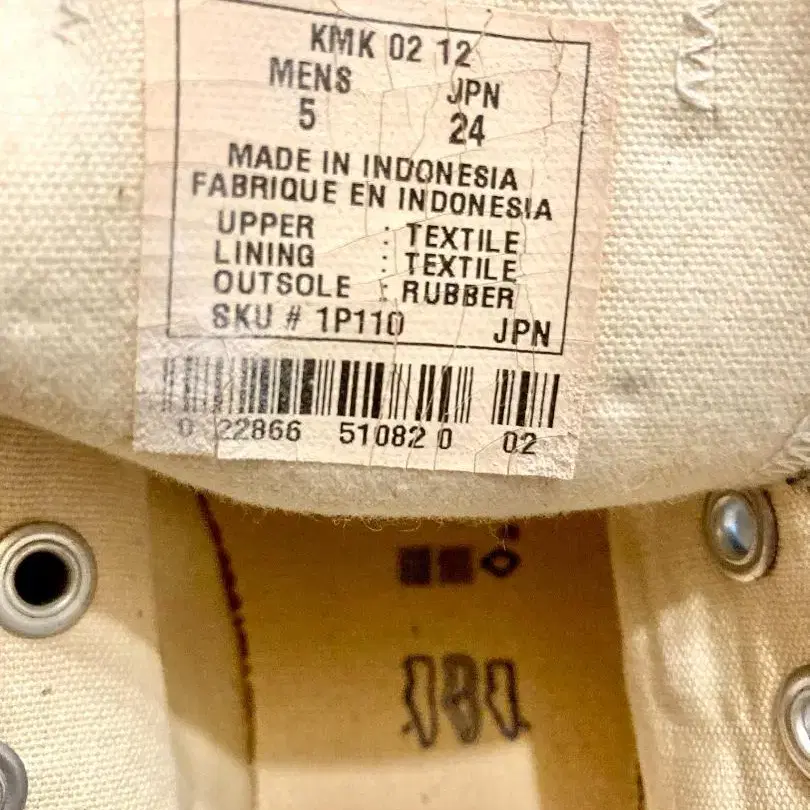 KMK 02 12
MENS JPN
5 24
MADE IN INDONESIA
FABRIQUE EN INDONESIA
UPPER : TEXTILE
LINING : TEXTILE
OUTSOLE : RUBBER
SKU # 1P110 JPN
0 22866 51082 0 02